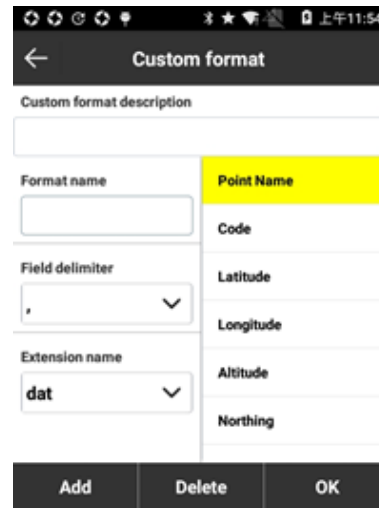 上午11:54
Custom format
Custom format description
Format name
Field delimiter
,
Extension name
dat
Point Name
Code
Latitude
Longitude
Altitude
Northing
Add
Delete
OK